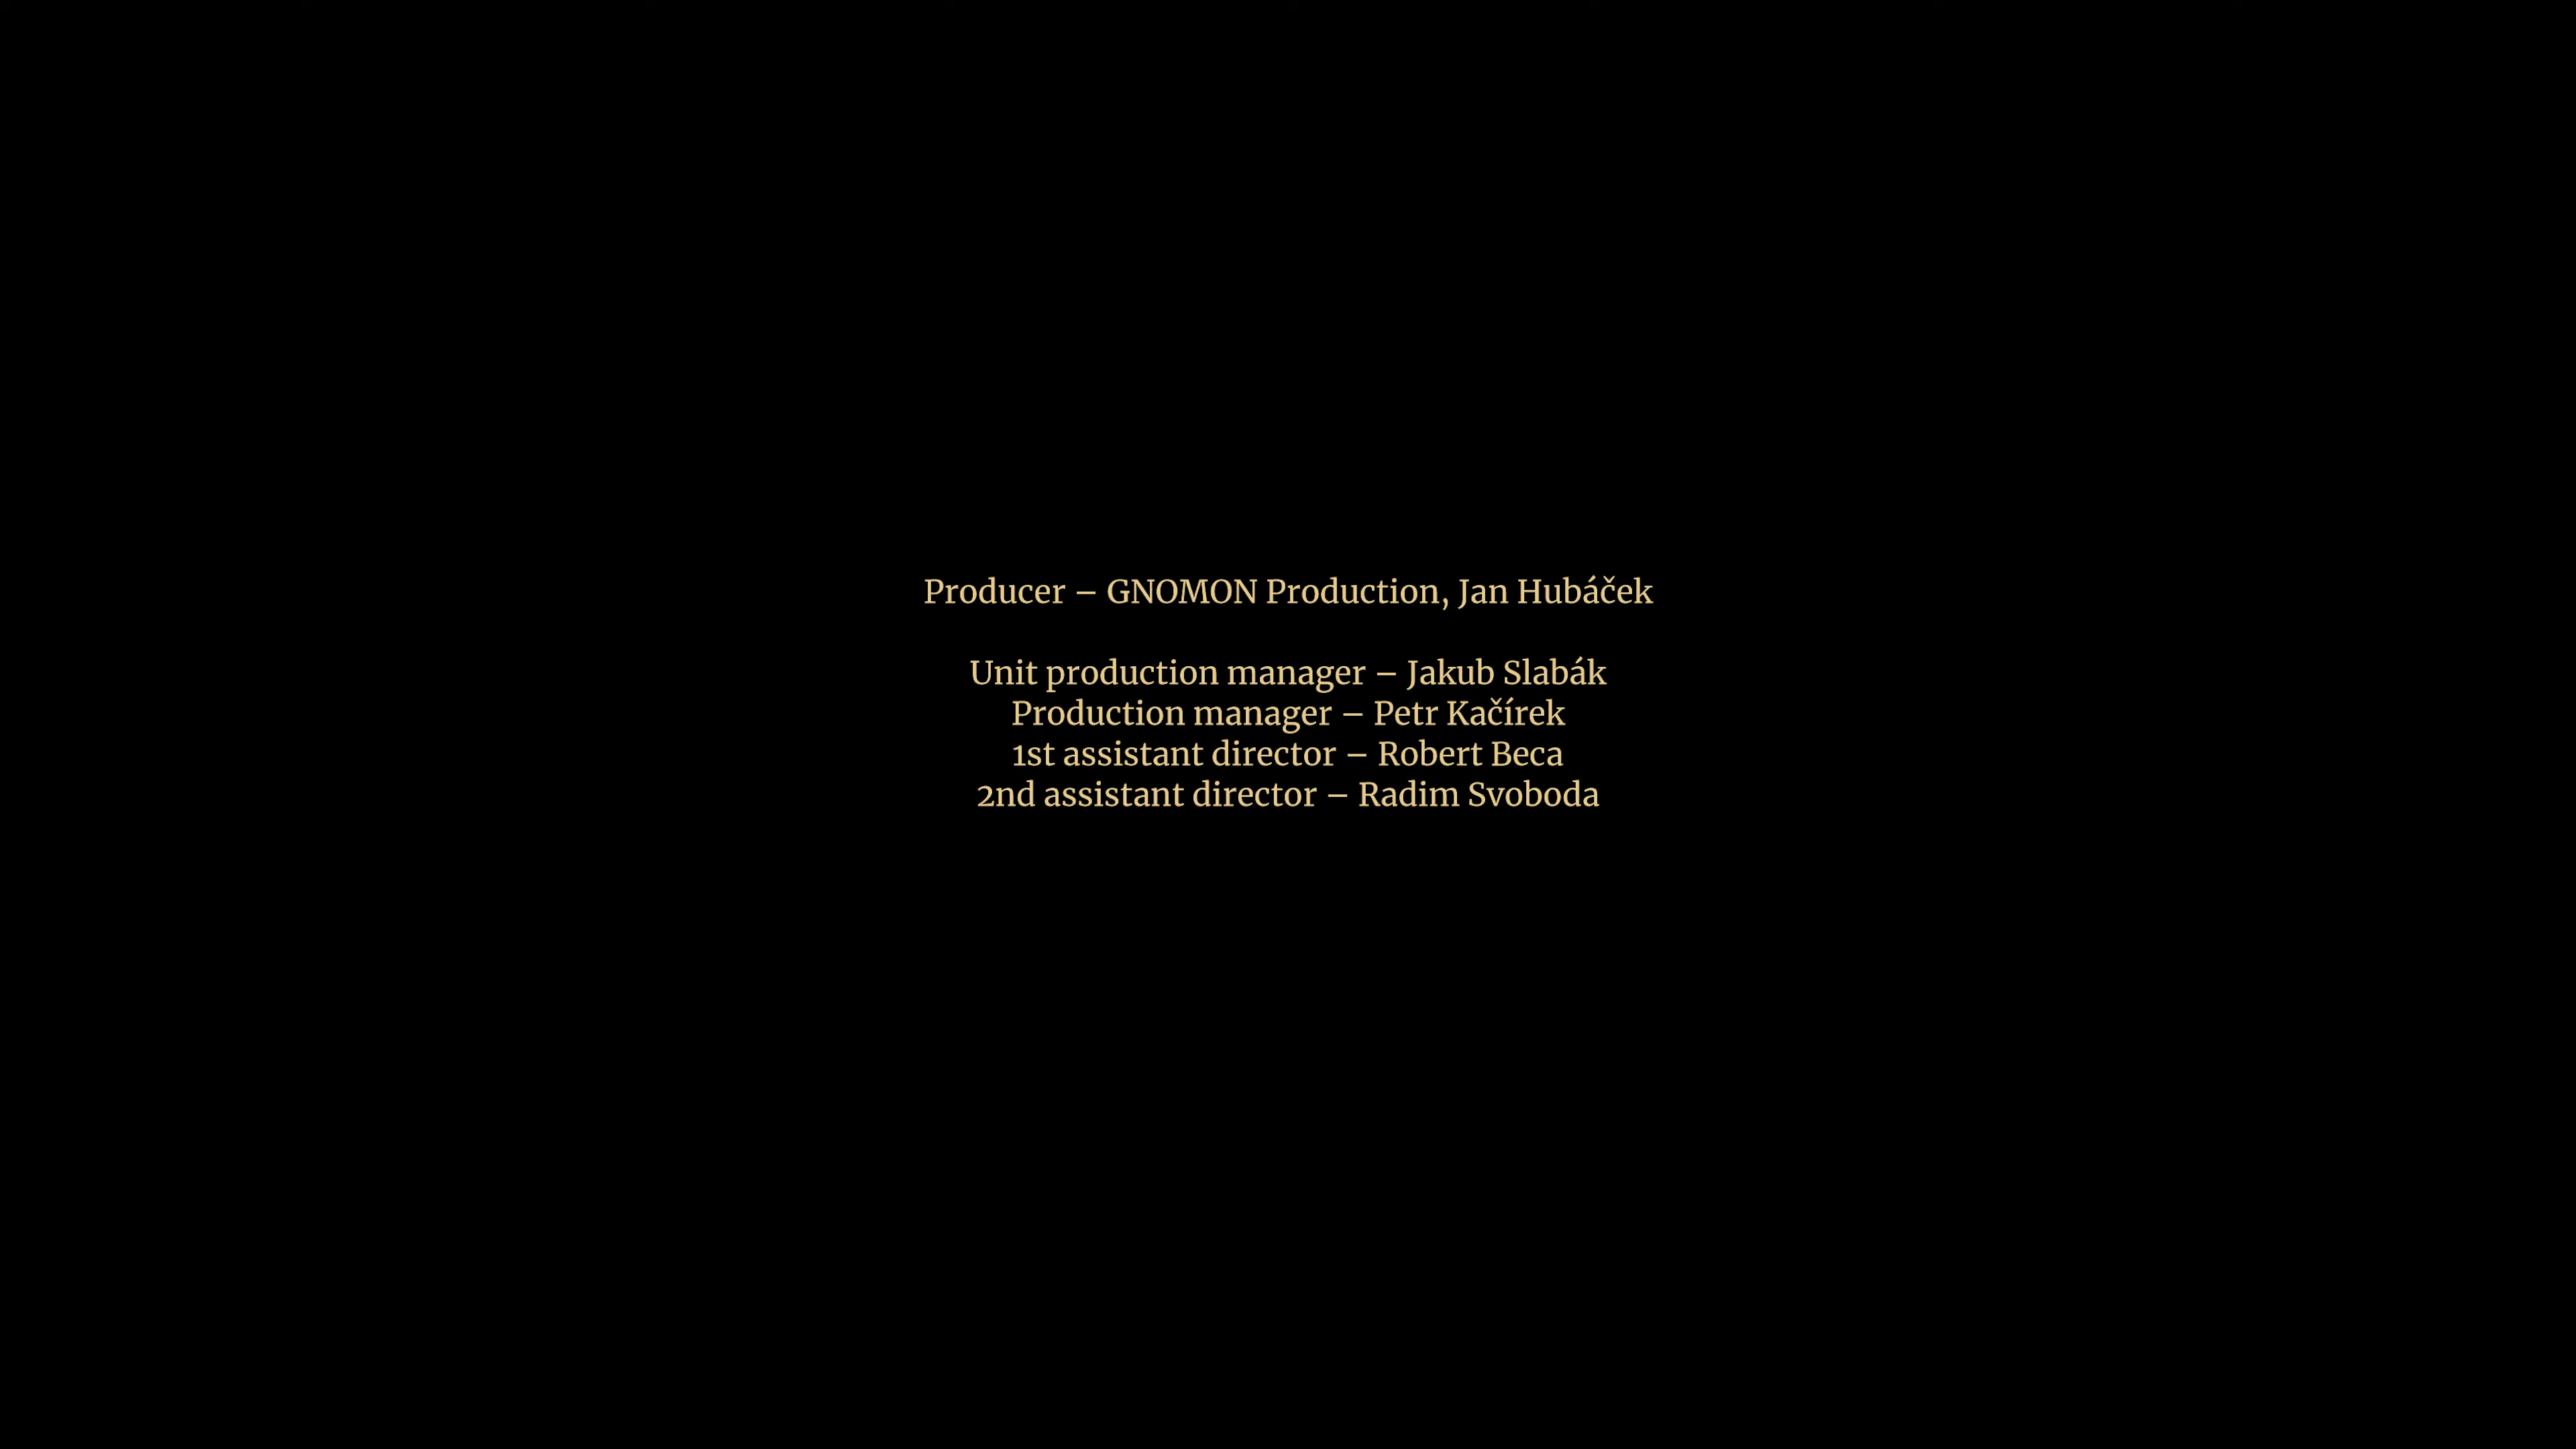 Producer – GNOMON Production, Jan Hubáček
Unit production manager – Jakub Slabák
Production manager – Petr Kačírek
1st assistant director – Robert Beca
2nd assistant director – Radim Svoboda